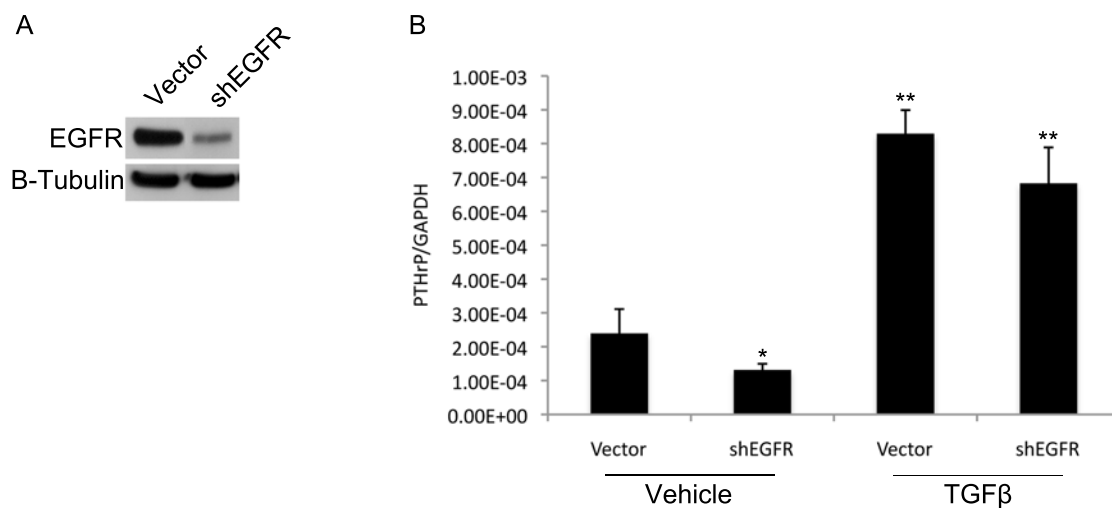 A
Vector
shEGFR
EGFR
B-Tubulin
B
PTHrP/GAPDH
1.00E-03
9.00E-04
8.00E-04
7.00E-04
6.00E-04
5.00E-04
4.00E-04
3.00E-04
2.00E-04
1.00E-04
0.00E+00
*
**
**
Vector
shEGFR
Vector
shEGFR
Vehicle
TGFβ